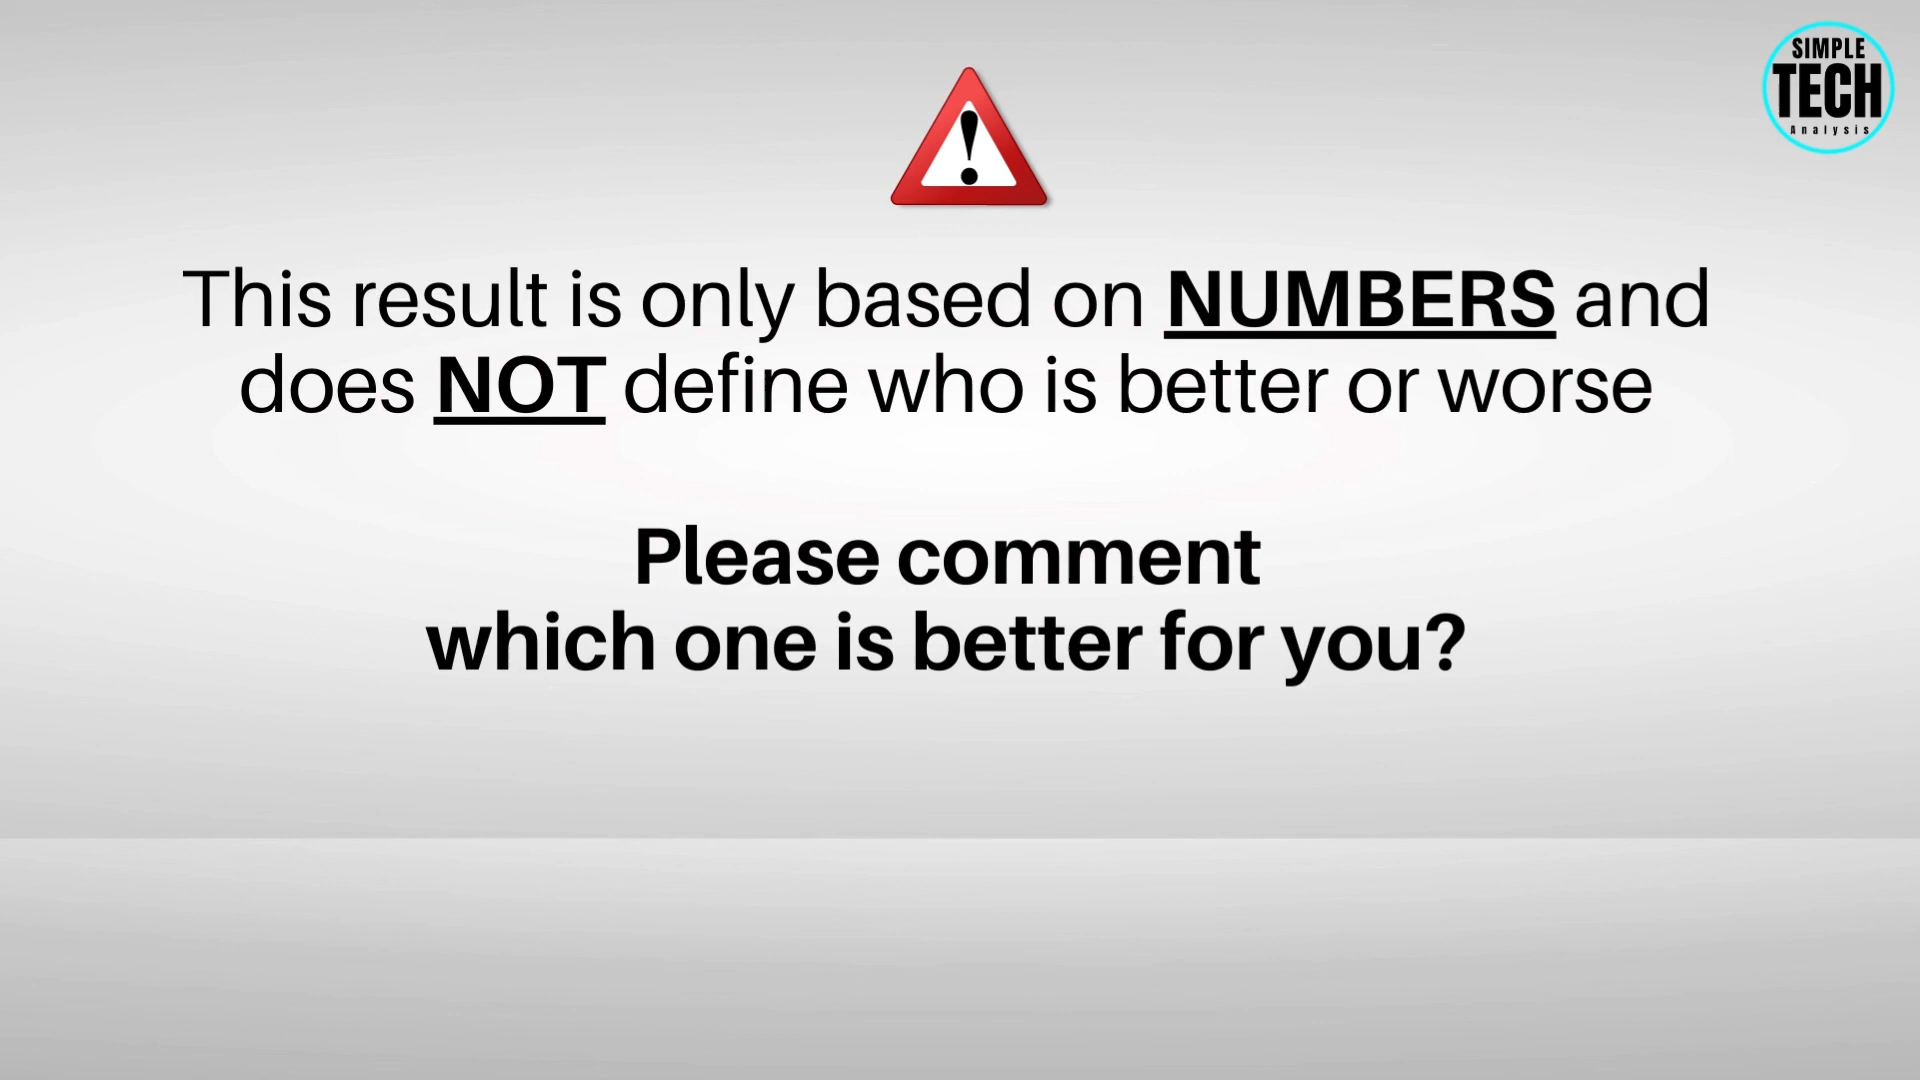 SIMPLE
TECH
Analysis
This result is only based on NUMBERS and
does NOT define who is better or worse
Please comment
which one is better for you?